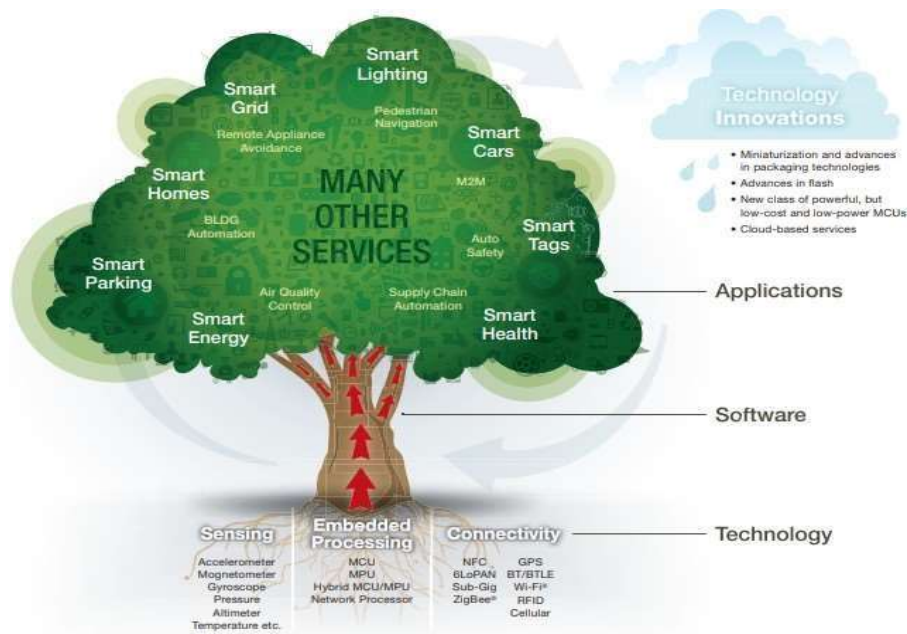 Smart
Lighting
Smart
Grid
Pedestrian
Navigation
Remote Appliance
Avoidance
Smart
Cars
Smart
Homes
M2M
MANY
OTHER
SERVICES
BLDG
Automation
Smart
Tags
Auto
Safety
Smart
Parking
Air Quality
Control
Supply Chain
Automation
Smart
Energy
Smart
Health
Technology
Innovations
• Miniaturization and advances
in packaging technologies
• Advances in flash
• New class of powerful, but
low-cost and low-power MCUs
• Cloud-based services
Applications
Software
Technology
Sensing
Accelerometer
Mognetometer
Gyroscope
Pressure
Altimeter
Temperature etc.
Embedded
Processing
MCU
MPU
Hybrid MCU/MPU
Network Processor
Connectivity
NFC
6LoPAN
Sub-Gig
ZigBee®
GPS
BT/BTLE
Wi-Fi®
RFID
Cellular